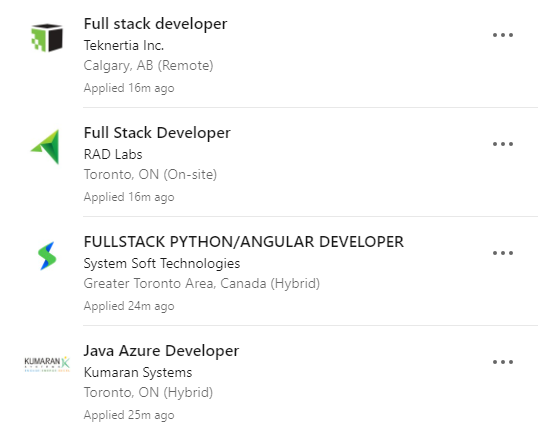 Full stack developer
Teknertia Inc.
Calgary, AB (Remote)
Applied 16m ago
Full Stack Developer
RAD Labs
Toronto, ON (On-site)
Applied 16m ago
FULLSTACK PYTHON/ANGULAR DEVELOPER
System Soft Technologies
Greater Toronto Area, Canada (Hybrid)
Applied 24m ago
KUMARAN
SYSTEMS
Java Azure Developer
Kumaran Systems
Toronto, ON (Hybrid)
Applied 25m ago